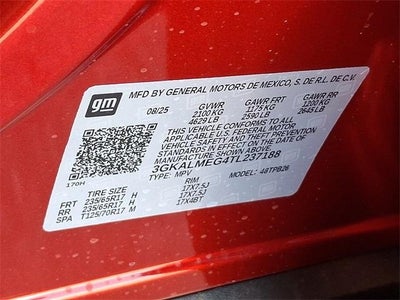 gm
MFD BY GENERAL MOTORS DE MEXICO, S DE R.L. DE C.V.
08/25 GVWR GAWR FRT GAWR RR
2100 KG 1175 KG 1200 KG
4629 LB 2590 LB 2645 LB
THIS VEHICLE CONFORMS TO ALL
APPLICABLE U.S. FEDERAL MOTOR
VEHICLE SAFETY AND THEFT PREVENTION
STANDARDS IN EFFECT ON THE DATE OF
MANUFACTURE SHOWN ABOVE
3GKALMEG4TL237188
170H
TYPE: MPV MODEL: 48TPB26
TIRE SIZE RIM
FRT 235/65R17 H 17X7.5J
RR 235/65R17 H 17X7.5J
SPA T125/70R17 M 17X4BT